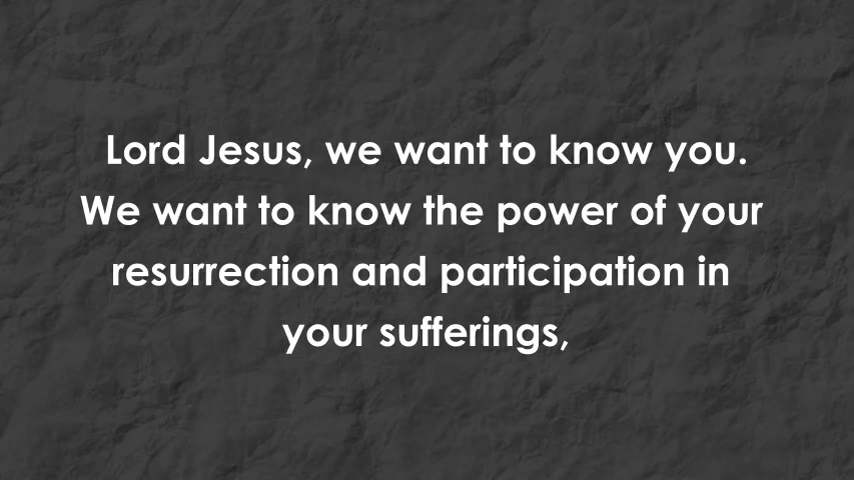 Lord Jesus, we want to know you.
We want to know the power of your
resurrection and participation in
your sufferings,